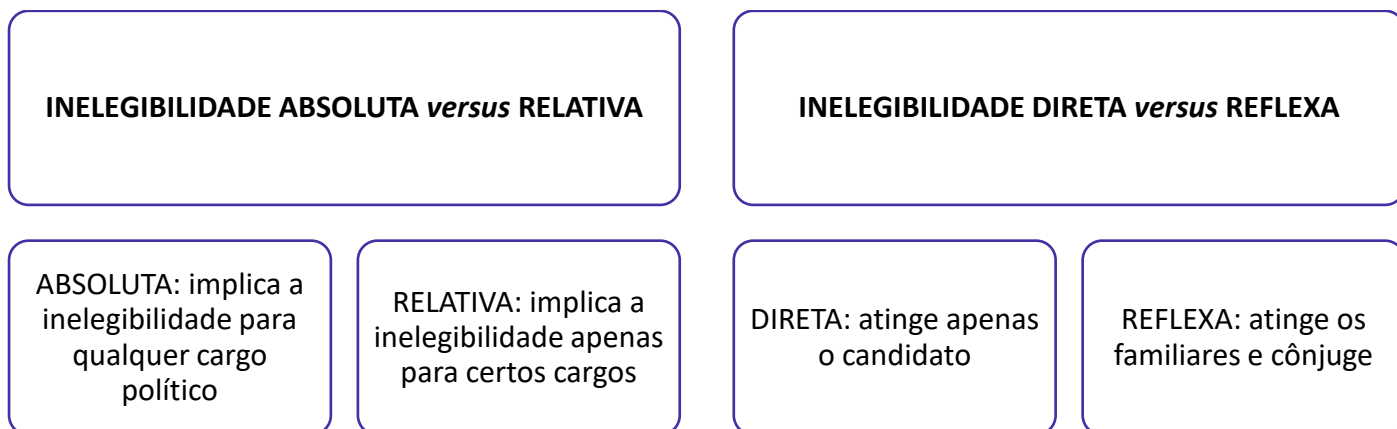 INELEGIBILIDADE ABSOLUTA versus RELATIVA
INELEGIBILIDADE DIRETA versus REFLEXA
ABSOLUTA: implica a
inelegibilidade para
qualquer cargo
político
RELATIVA: implica a
inelegibilidade apenas
para certos cargos
DIRETA: atinge apenas
o candidato
REFLEXA: atinge os
familiares e cônjuge